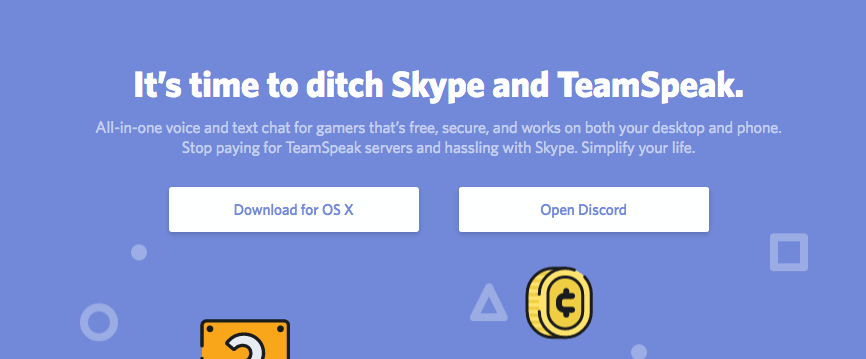 It's time to ditch Skype and TeamSpeak.
All-in-one voice and text chat for gamers that's free, secure, and works on both your desktop and phone.
Stop paying for TeamSpeak servers and hassling with Skype. Simplify your life.
Download for OS X
Open Discord
¢
?